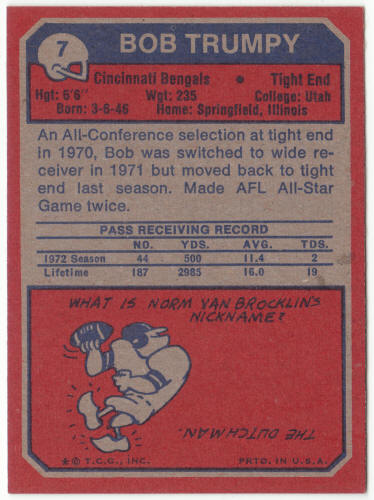 7 BOB TRUMPY
Cincinnati Bengals • Tight End
Hgt: 6'6" Wgt: 235 College: Utah
Born: 3-6-45 Home: Springfield, Illinois
An All-Conference selection at tight end
in 1970, Bob was switched to wide re-
ceiver in 1971 but moved back to tight
end last season. Made AFL All-Star
Game twice.
PASS RECEIVING RECORD
NO. YDS. AVG. TDS.
1972 Season 44 500 11.4 2
Lifetime 187 2985 16.0 19
WHAT IS NORM VAN BROCKLIN'S
NICKNAME?
THE DUTCHMAN.
*© T.C.G., INC. PRTD. IN U.S.A.